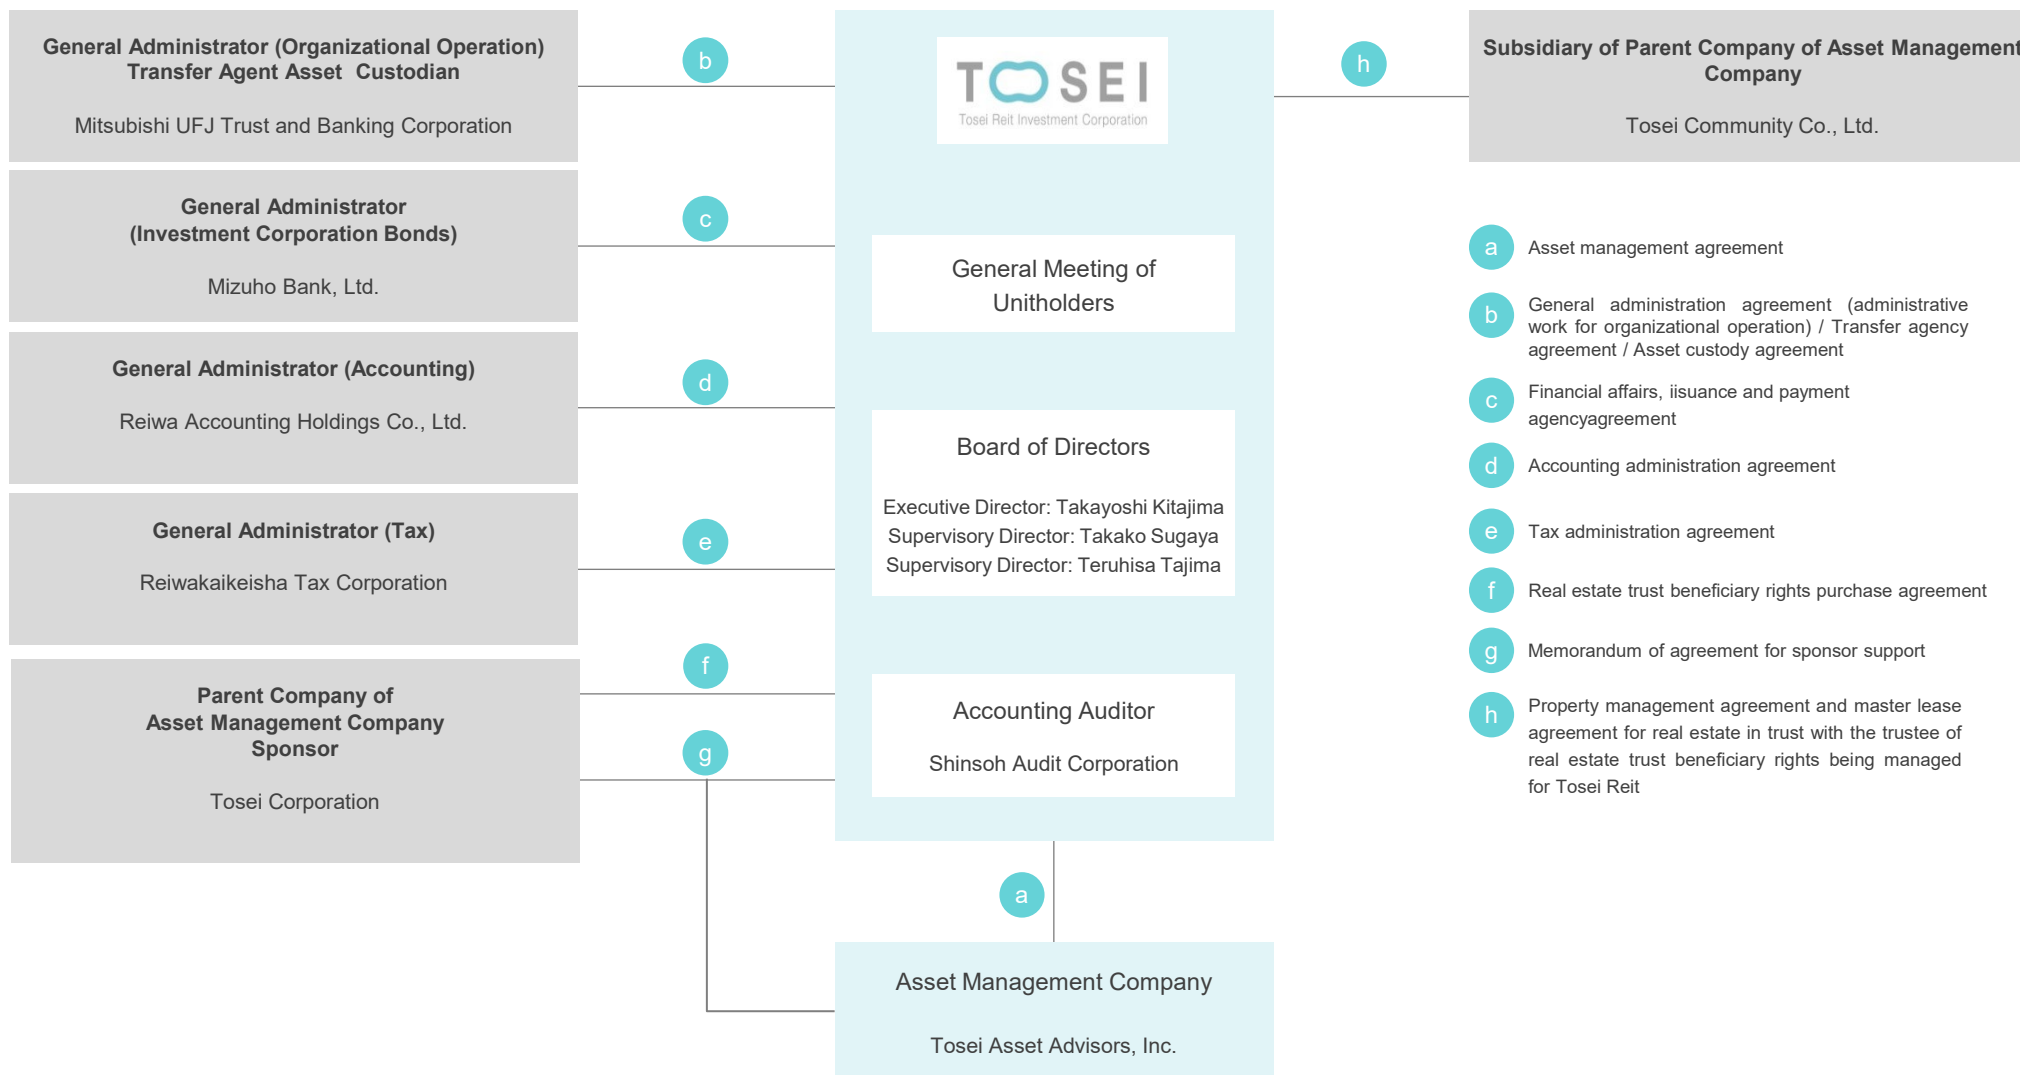 General Administrator (Organizational Operation)
Transfer Agent Asset Custodian
Mitsubishi UFJ Trust and Banking Corporation
b
TOSEI
Tosei Reit Investment Corporation
h
Subsidiary of Parent Company of Asset Management
Company
Tosei Community Co., Ltd.
General Administrator
(Investment Corporation Bonds)
Mizuho Bank, Ltd.
c
General Meeting of
Unitholders
General Administrator (Accounting)
Reiwa Accounting Holdings Co., Ltd.
d
Board of Directors
Executive Director: Takayoshi Kitajima
Supervisory Director: Takako Sugaya
Supervisory Director: Teruhisa Tajima
General Administrator (Tax)
Reiwakaikeisha Tax Corporation
e
Parent Company of
Asset Management Company
Sponsor
Tosei Corporation
f
g
Accounting Auditor
Shinsoh Audit Corporation
a
Asset Management Company
Tosei Asset Advisors, Inc.
a Asset management agreement
b General administration agreement (administrative
work for organizational operation) / Transfer agency
agreement / Asset custody agreement
c Financial affairs, iisuance and payment
agencyagreement
d Accounting administration agreement
e Tax administration agreement
f Real estate trust beneficiary rights purchase agreement
g Memorandum of agreement for sponsor support
h Property management agreement and master lease
agreement for real estate in trust with the trustee of
real estate trust beneficiary rights being managed
for Tosei Reit